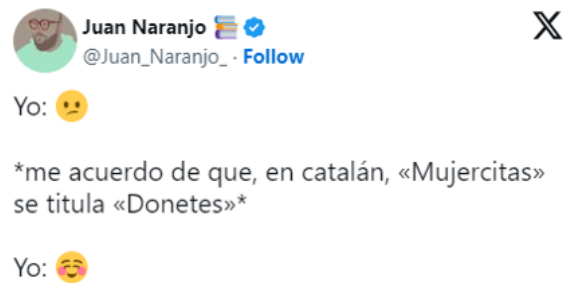 Juan Naranjo 📚
@Juan_Naranjo_ · Follow
Yo: 😕
*me acuerdo de que, en catalán, «Mujercitas»
se titula «Donetes»*
Yo: ☺️